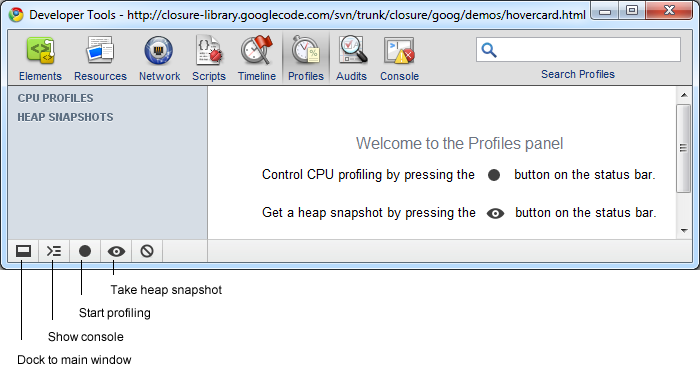 Developer Tools - http://closure-library.googlecode.com/svn/trunk/closure/goog/demos/hovercard.html
Elements Resources Network Scripts Timeline Profiles Audits Console Search Profiles
CPU PROFILES
HEAP SNAPSHOTS
Welcome to the Profiles panel
Control CPU profiling by pressing the button on the status bar.
Get a heap snapshot by pressing the button on the status bar.
Take heap snapshot
Start profiling
Show console
Dock to main window